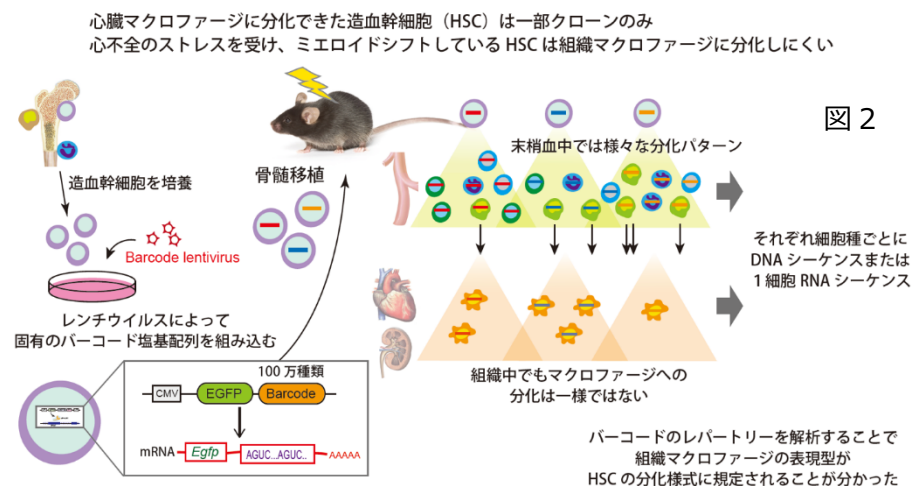 心臓マクロファージに分化できた造血幹細胞（HSC）は一部クローンのみ
心不全のストレスを受け、ミエロイドシフトしている HSC は組織マクロファージに分化しにくい
図 2
造血幹細胞を培養
Barcode lentivirus
レンチウイルスによって
固有のバーコード塩基配列を組み込む
骨髄移植
末梢血中では様々な分化パターン
それぞれ細胞種ごとに
DNA シーケンスまたは
1 細胞 RNA シーケンス
組織中でもマクロファージへの
分化は一様ではない
100 万種類
CMV
EGFP
Barcode
mRNA
Egfp
AGUC...AGUC..
AAAAA
バーコードのレパートリーを解析することで
組織マクロファージの表現型が
HSC の分化様式に規定されることが分かった